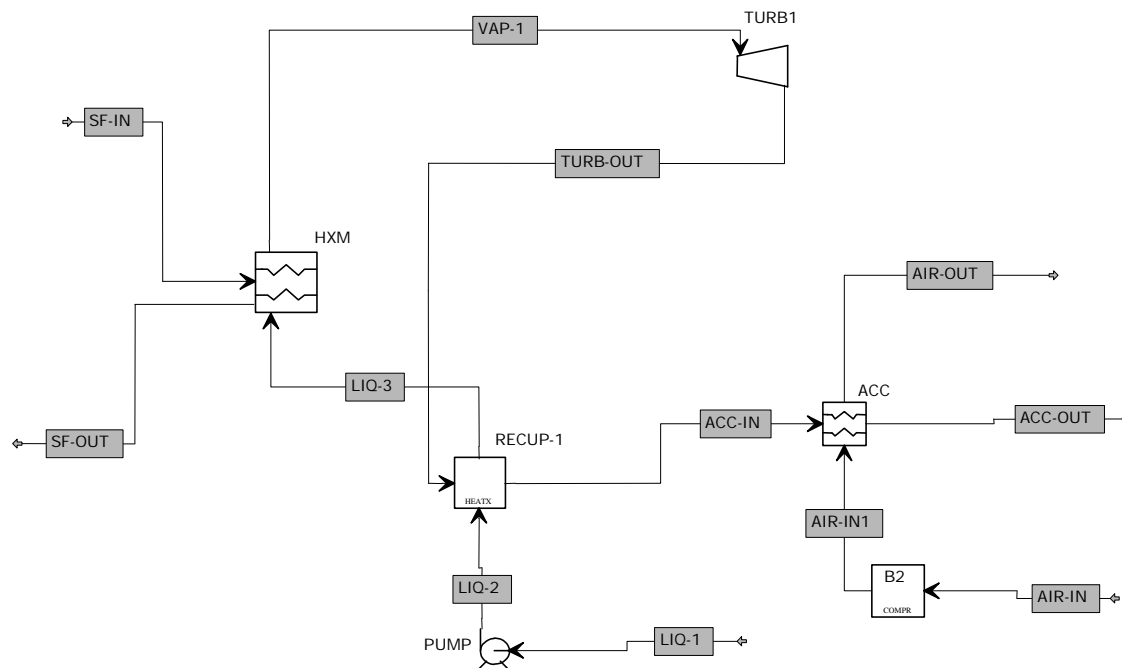 TURB1
VAP-1
SF-IN
TURB-OUT
HXM
AIR-OUT
LIQ-3
ACC
ACC-IN
ACC-OUT
SF-OUT
RECUP-1
HEATX
AIR-IN1
B2
COMPR
LIQ-2
AIR-IN
PUMP
LIQ-1